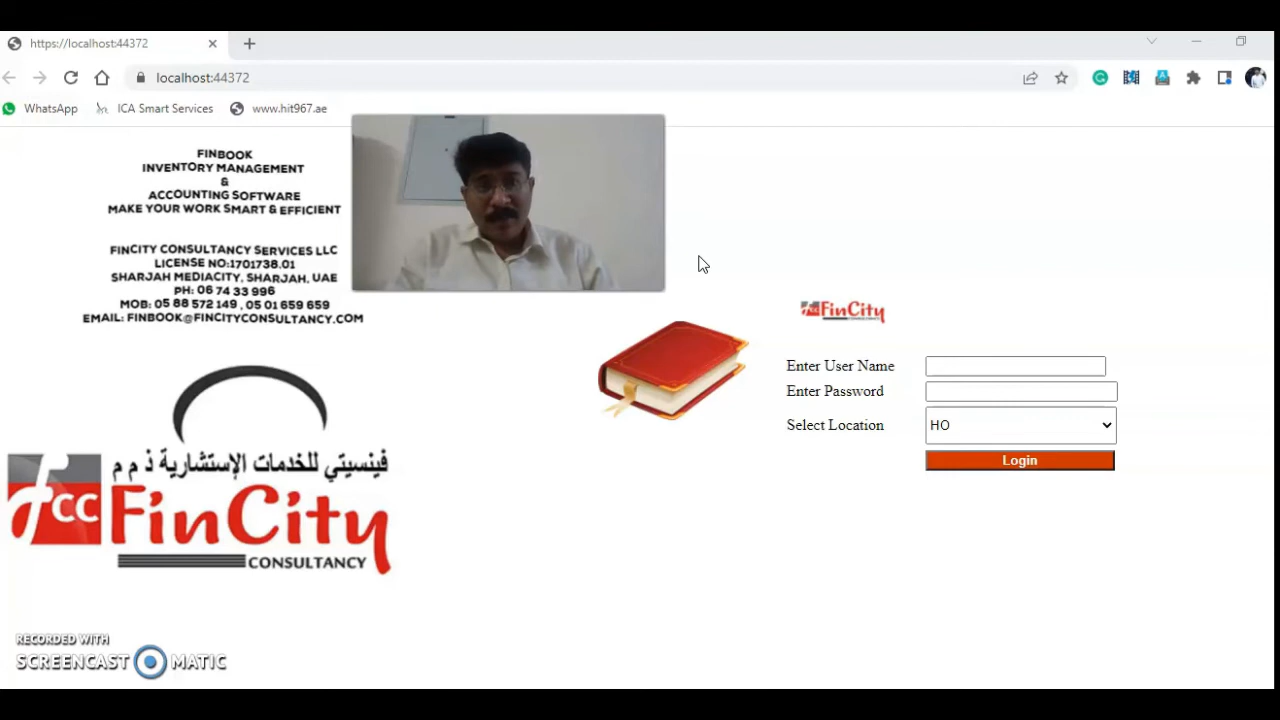 https://localhost:44372
localhost:44372
WhatsApp
ICA Smart Services
www.hit967.ae
FINBOOK
INVENTORY MANAGEMENT
&
ACCOUNTING SOFTWARE
MAKE YOUR WORK SMART & EFFICIENT
FINCITY CONSULTANCY SERVICES LLC
LICENSE NO:1701738.01
SHARJAH MEDIACITY, SHARJAH, UAE
PH: 06 74 33 996
MOB: 05 88 572 149 , 05 01 659 659
EMAIL: FINBOOK@FINCITYCONSULTANCY.COM
FinCity
Enter User Name
Enter Password
Select Location
HO
Login
فينسيتي للخدمات الإستشارية ذ م م
fcc FinCity
CONSULTANCY
RECORDED WITH
SCREENCAST MATIC